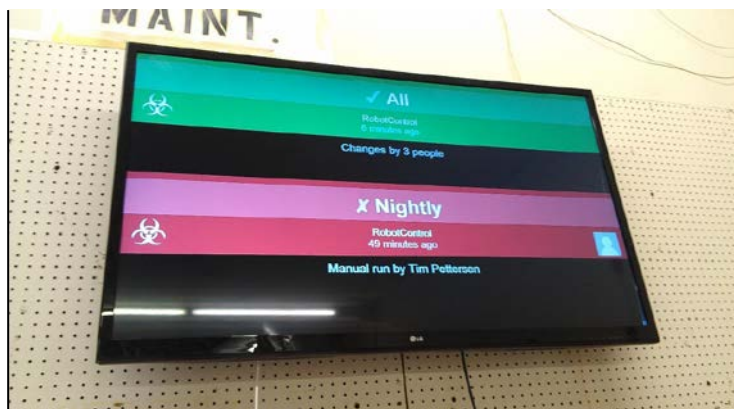 MAINT.
✓ All
RobotControl
6 minutes ago
Changes by 3 people
✗ Nightly
RobotControl
49 minutes ago
Manual run by Tim Pettersen
LG